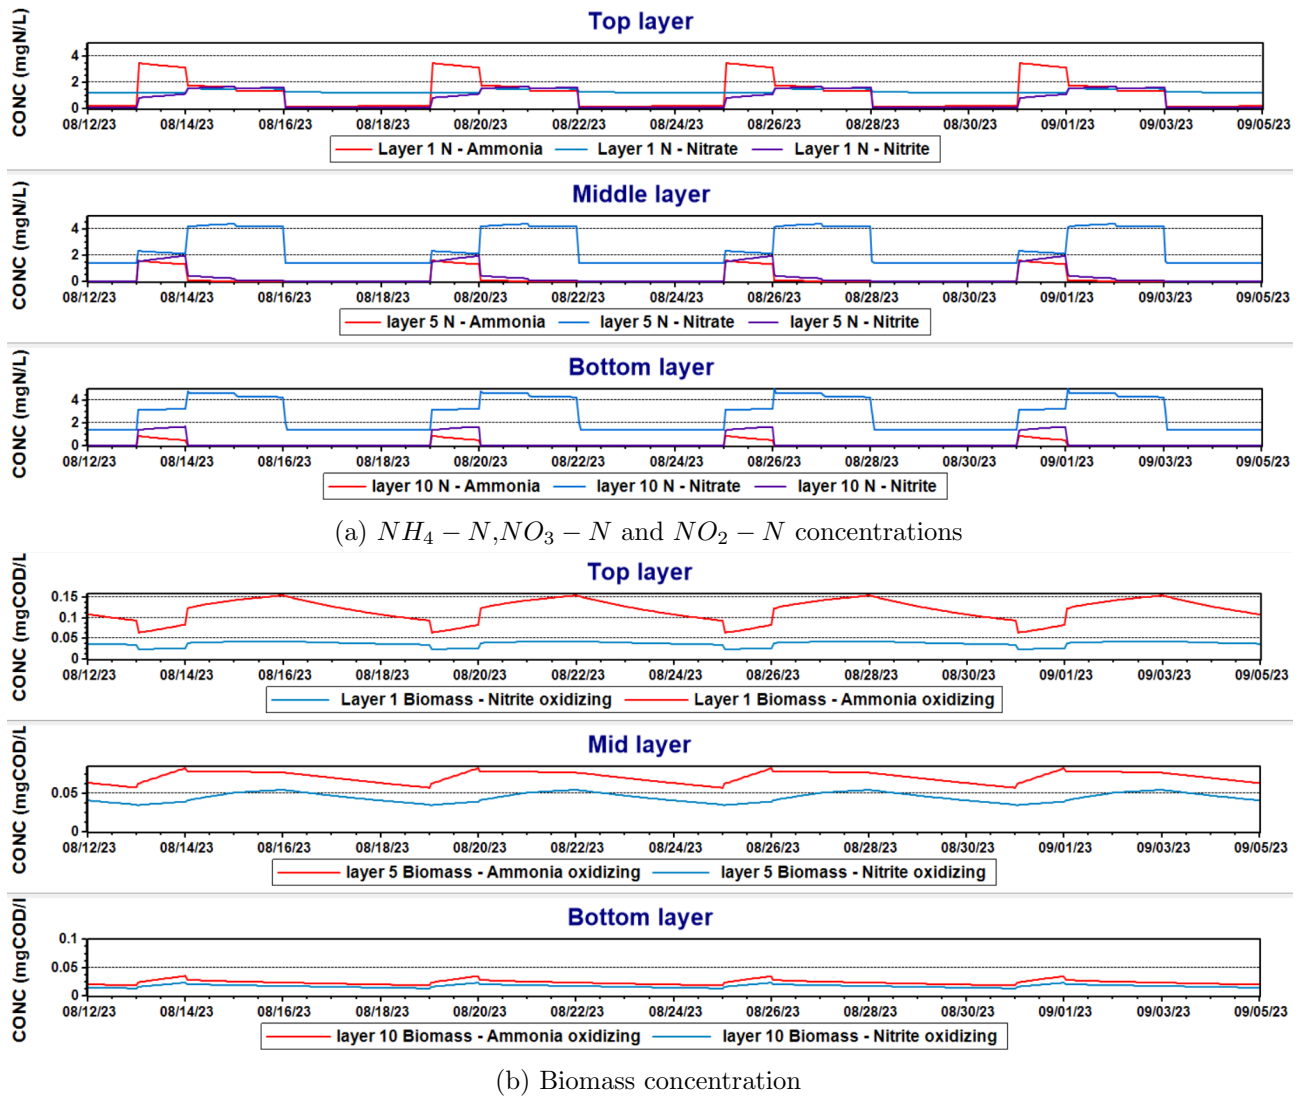 Top layer
CONC (mgN/L)
4
2
0
08/12/23 08/14/23 08/16/23 08/18/23 08/20/23 08/22/23 08/24/23 08/26/23 08/28/23 08/30/23 09/01/23 09/03/23 09/05/23
Layer 1 N - Ammonia Layer 1 N - Nitrate Layer 1 N - Nitrite
Middle layer
CONC (mgN/L)
4
2
0
08/12/23 08/14/23 08/16/23 08/18/23 08/20/23 08/22/23 08/24/23 08/26/23 08/28/23 08/30/23 09/01/23 09/03/23 09/05/23
layer 5 N - Ammonia layer 5 N - Nitrate layer 5 N - Nitrite
Bottom layer
CONC (mgN/L)
4
2
0
08/12/23 08/14/23 08/16/23 08/18/23 08/20/23 08/22/23 08/24/23 08/26/23 08/28/23 08/30/23 09/01/23 09/03/23 09/05/23
layer 10 N - Ammonia layer 10 N - Nitrate layer 10 N - Nitrite
(a) NH₄ − N,NO₃ − N and NO₂ − N concentrations
Top layer
CONC (mgCOD/L
0.15
0.1
0.05
0
08/12/23 08/14/23 08/16/23 08/18/23 08/20/23 08/22/23 08/24/23 08/26/23 08/28/23 08/30/23 09/01/23 09/03/23 09/05/23
Layer 1 Biomass - Nitrite oxidizing Layer 1 Biomass - Ammonia oxidizing
Mid layer
CONC (mgCOD/L
0.05
0
08/12/23 08/14/23 08/16/23 08/18/23 08/20/23 08/22/23 08/24/23 08/26/23 08/28/23 08/30/23 09/01/23 09/03/23 09/05/23
layer 5 Biomass - Ammonia oxidizing layer 5 Biomass - Nitrite oxidizing
Bottom layer
CONC (mgCOD/
0.1
0.05
0
08/12/23 08/14/23 08/16/23 08/18/23 08/20/23 08/22/23 08/24/23 08/26/23 08/28/23 08/30/23 09/01/23 09/03/23 09/05/23
layer 10 Biomass - Ammonia oxidizing layer 10 Biomass - Nitrite oxidizing
(b) Biomass concentration